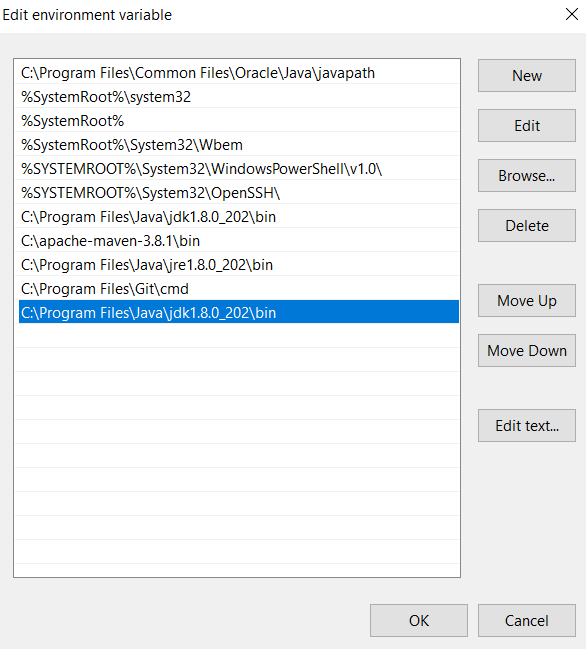 Edit environment variable
C:\Program Files\Common Files\Oracle\Java\javapath
%SystemRoot%\system32
%SystemRoot%
%SystemRoot%\System32\Wbem
%SYSTEMROOT%\System32\WindowsPowerShell\v1.0\
%SYSTEMROOT%\System32\OpenSSH\
C:\Program Files\Java\jdk1.8.0_202\bin
C:\apache-maven-3.8.1\bin
C:\Program Files\Java\jre1.8.0_202\bin
C:\Program Files\Git\cmd
C:\Program Files\Java\jdk1.8.0_202\bin
New
Edit
Browse...
Delete
Move Up
Move Down
Edit text...
OK
Cancel